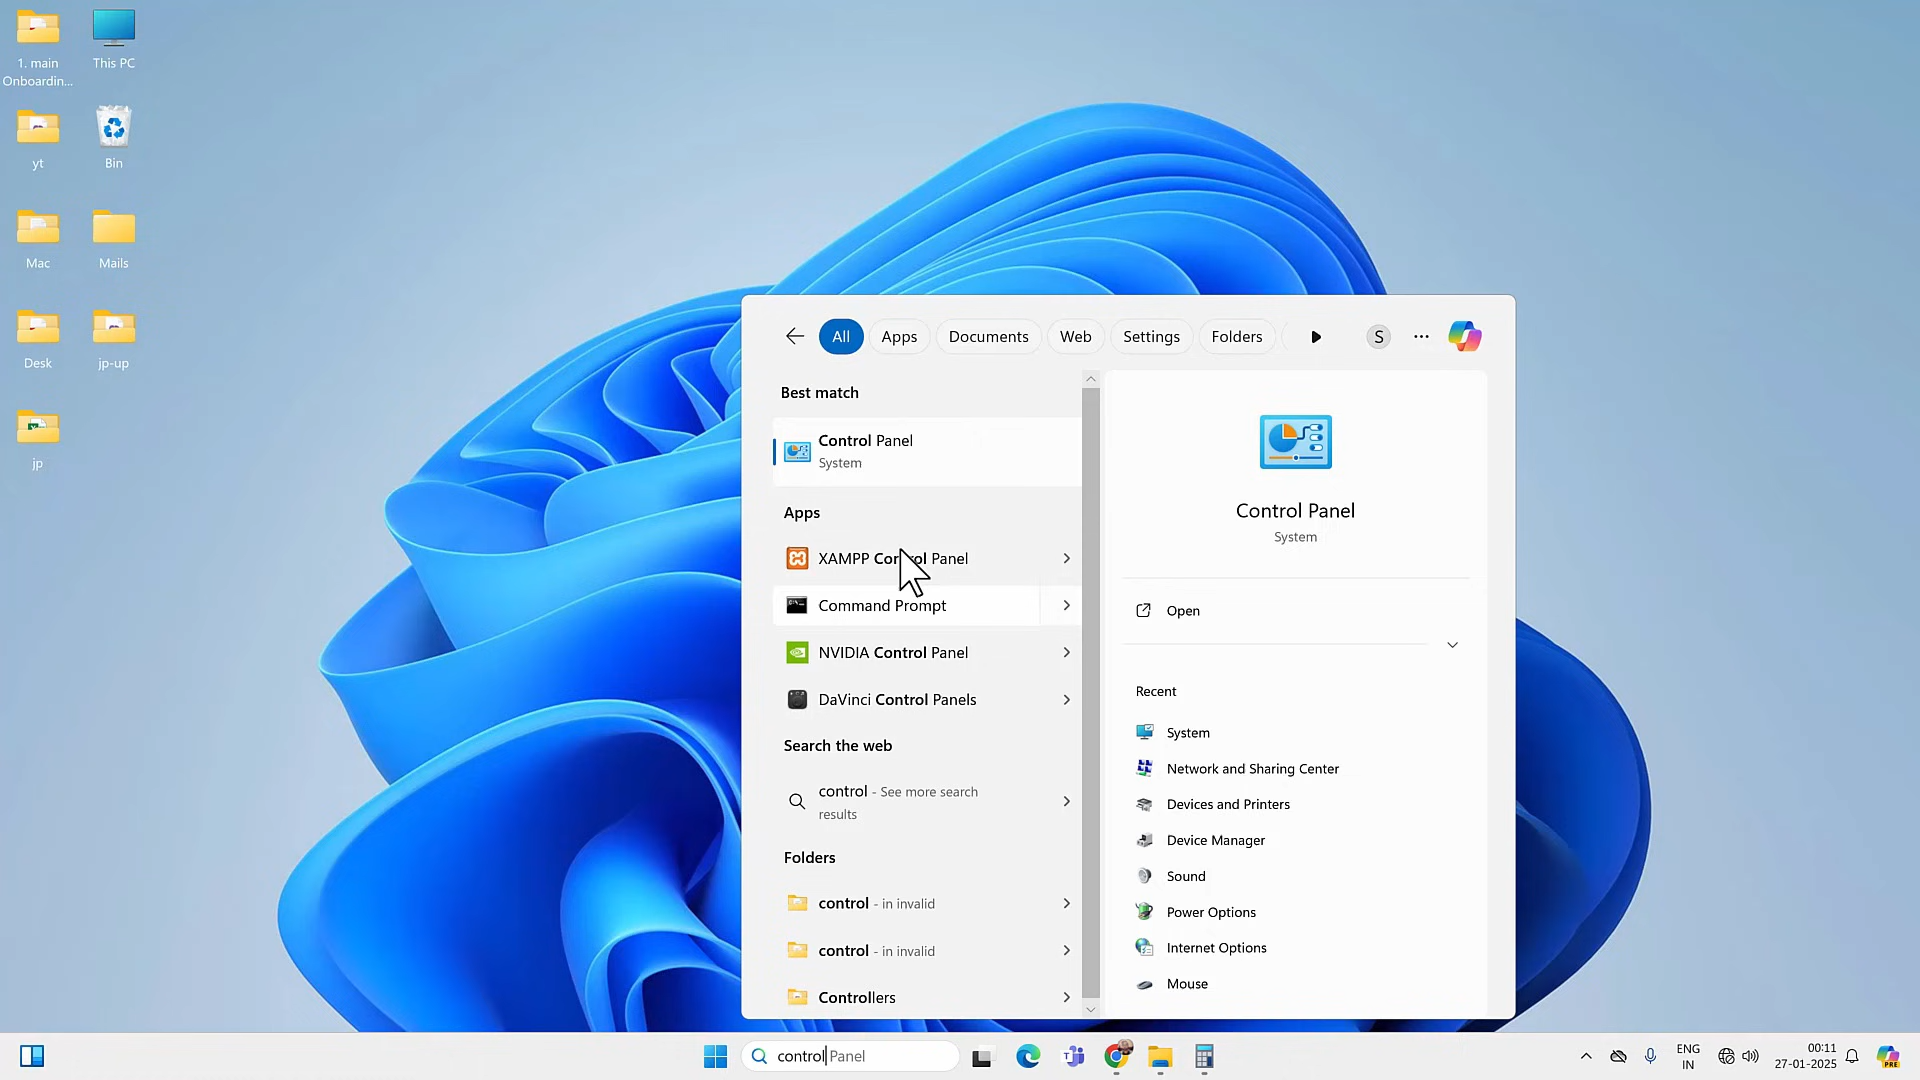 1. main
Onboardin...
This PC
yt
Bin
Mac
Mails
Desk
jp-up
jp
All
Apps
Documents
Web
Settings
Folders
S
Best match
Control Panel
System
Apps
XAMPP Control Panel
Command Prompt
NVIDIA Control Panel
DaVinci Control Panels
Search the web
control - See more search
results
Folders
control - in invalid
control - in invalid
Controllers
Control Panel
System
Open
Recent
System
Network and Sharing Center
Devices and Printers
Device Manager
Sound
Power Options
Internet Options
Mouse
control Panel
ENG
IN
00:11
27-01-2025
PRE